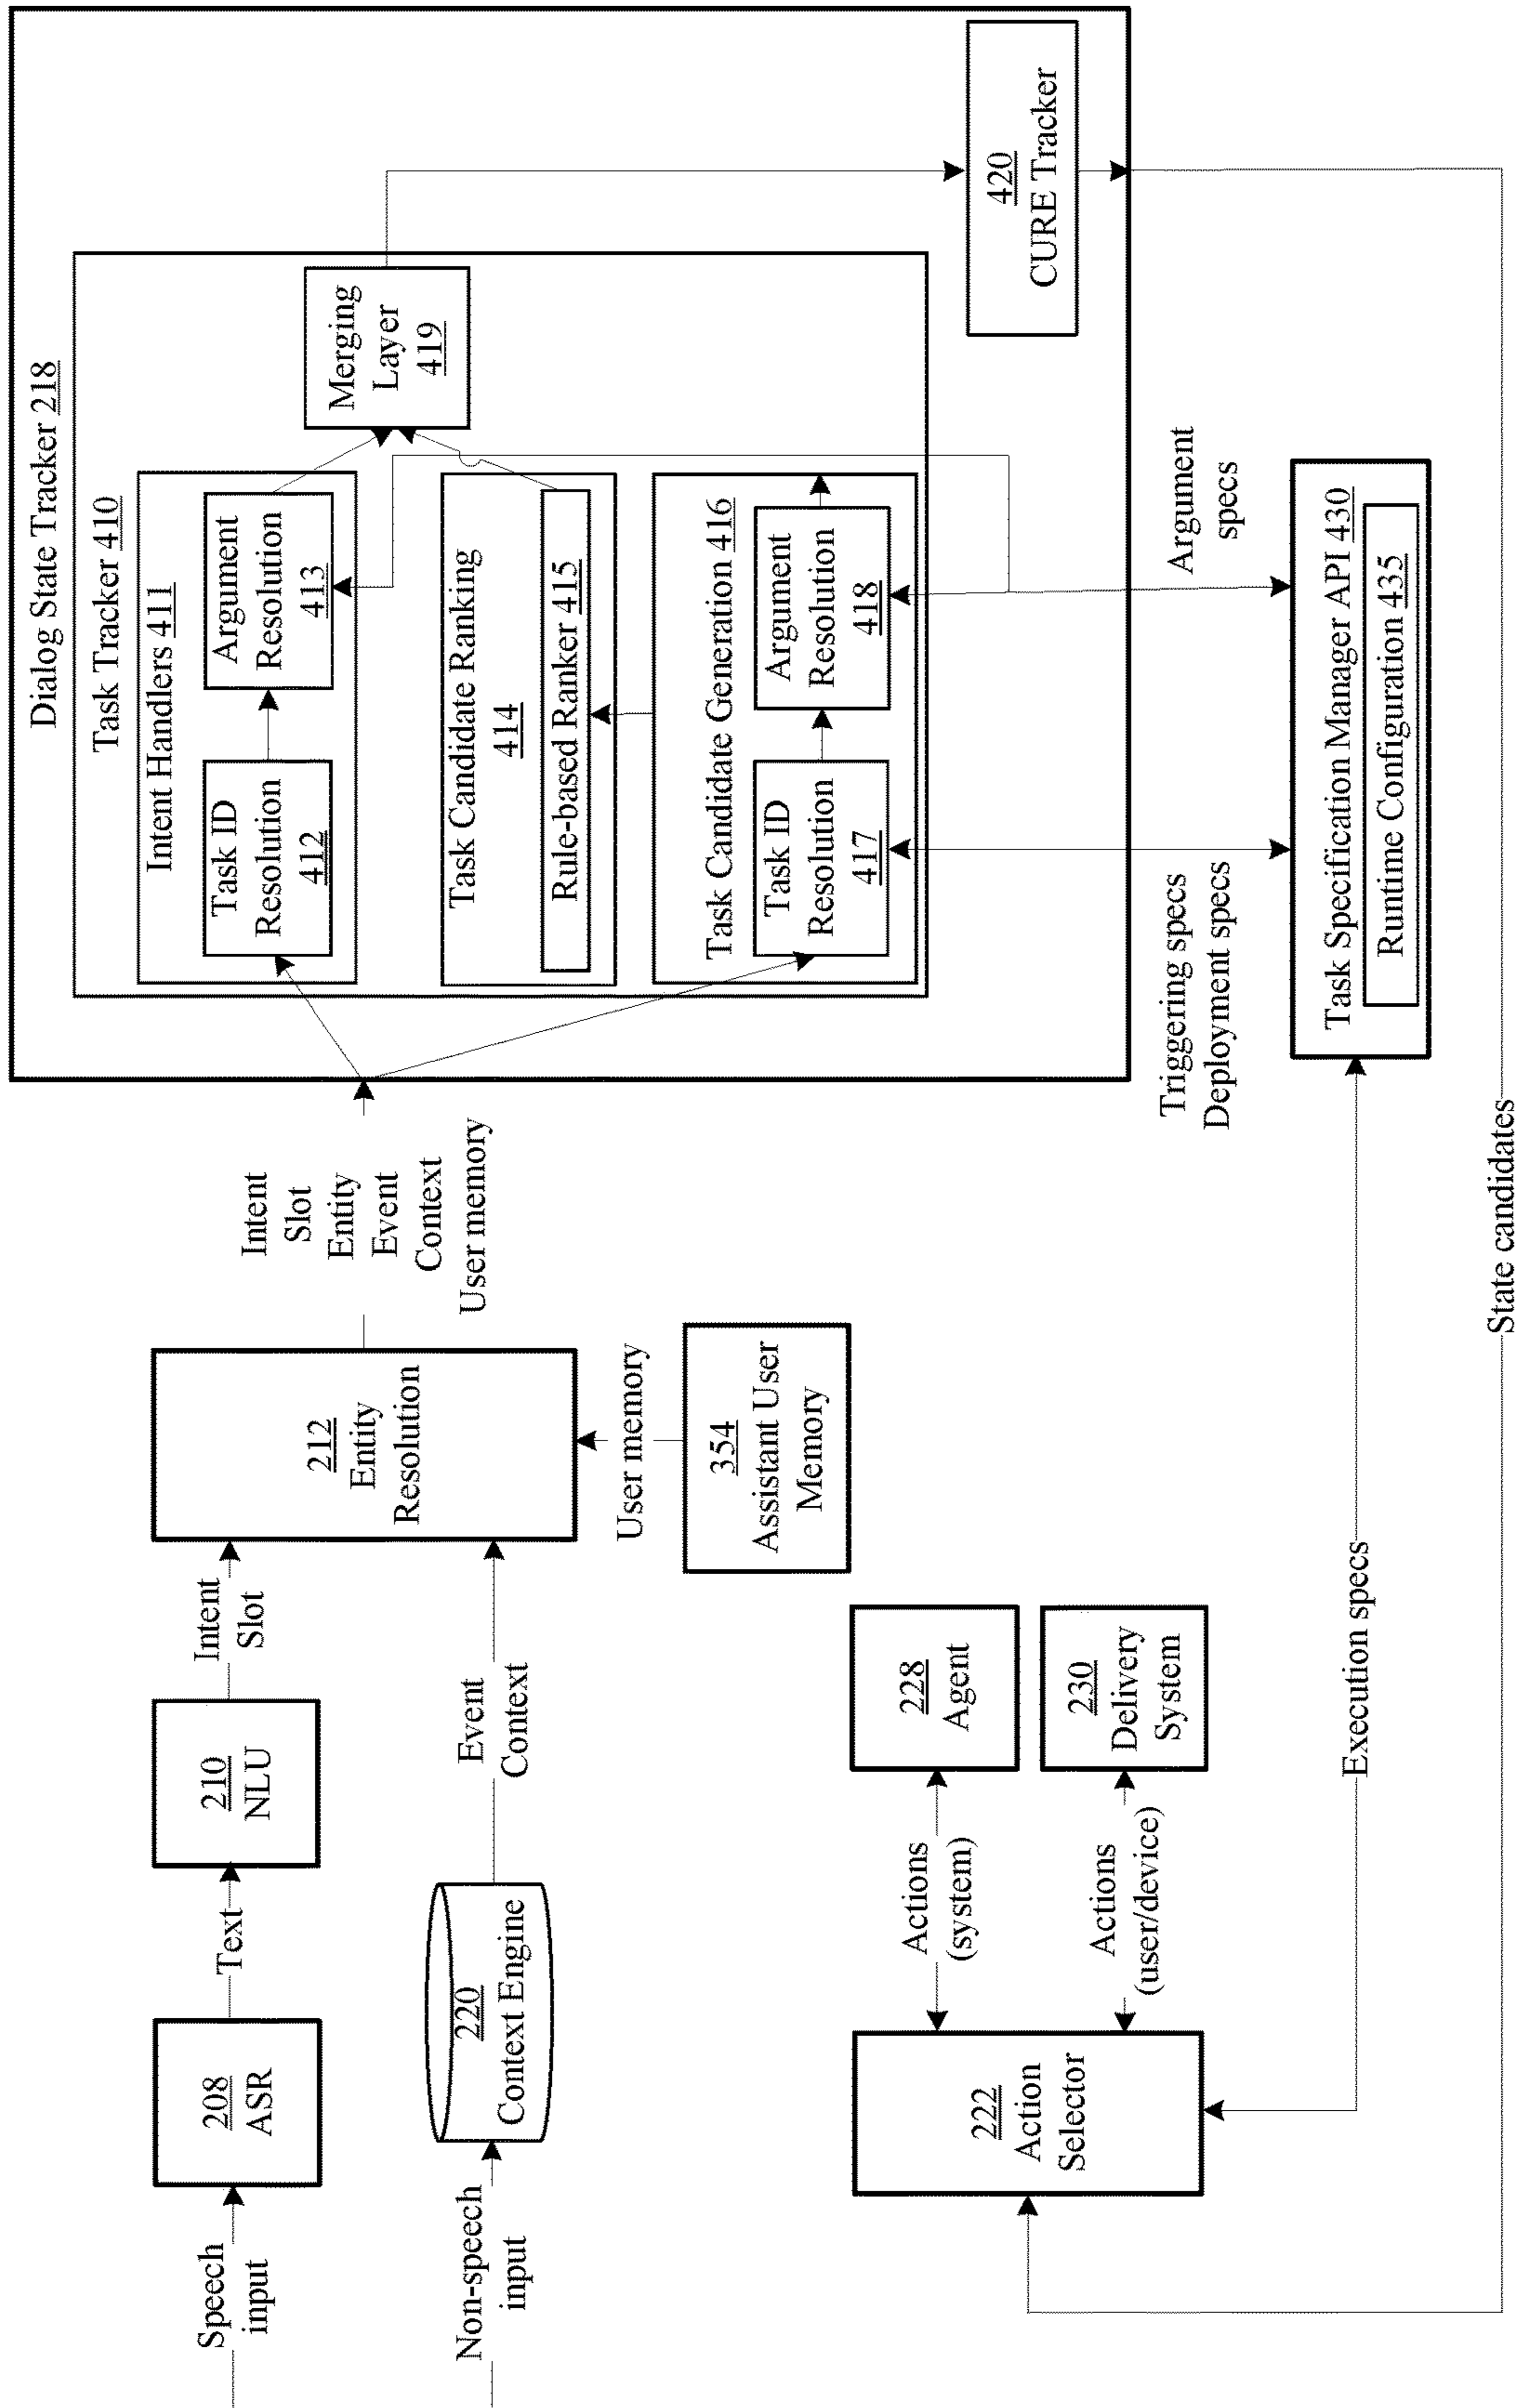 Speech
input
208
ASR
Text
210
NLU
Intent
Slot
Non-speech
input
220
Context Engine
Event
Context
212
Entity
Resolution
User memory
354
Assistant User
Memory
Intent
Slot
Entity
Event
Context
User memory
Dialog State Tracker 218
Task Tracker 410
Intent Handlers 411
Task ID
Resolution
412
Argument
Resolution
413
Task Candidate Ranking
414
Rule-based Ranker 415
Task Candidate Generation 416
Task ID
Resolution
417
Argument
Resolution
418
Merging
Layer
419
420
CURE Tracker
Triggering specs
Deployment specs
Argument
specs
Task Specification Manager API 430
Runtime Configuration 435
222
Action
Selector
Actions
(system)
228
Agent
Actions
(user/device)
230
Delivery
System
Execution specs
State candidates